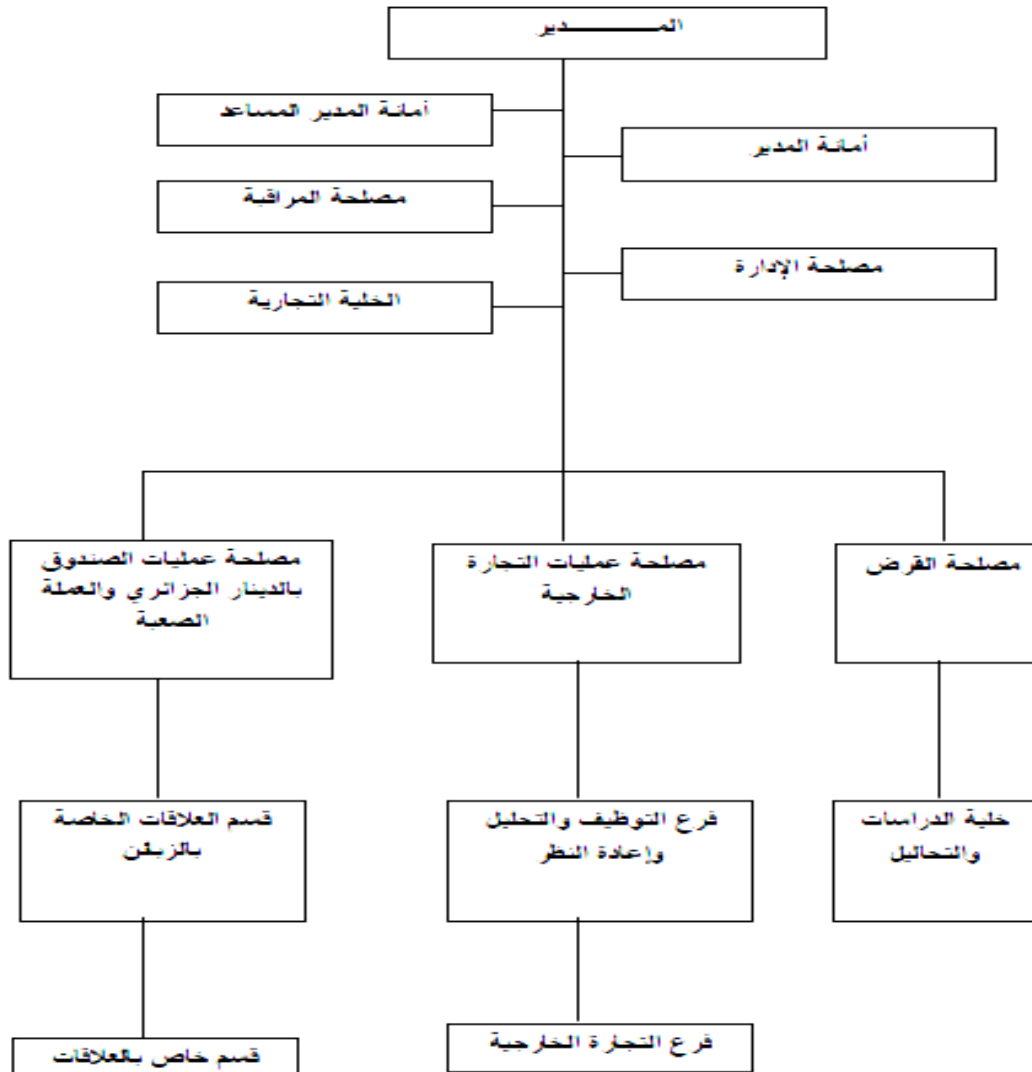 المـــــــــــدير
أمانة المدير المساعد
أمانة المدير
مصلحة المراقبة
مصلحة الإدارة
الخلية التجارية
مصلحة القرض
مصلحة عمليات التجارة
الخارجية
مصلحة عمليات الصندوق
بالدينار الجزائري والعملة
الصعبة
خلية الدراسات
والتحاليل
فرع التوظيف والتحليل
وإعادة النظر
قسم العلاقات الخاصة
بالزبائن
فرع التجارة الخارجية
قسم خاص بالعلاقات